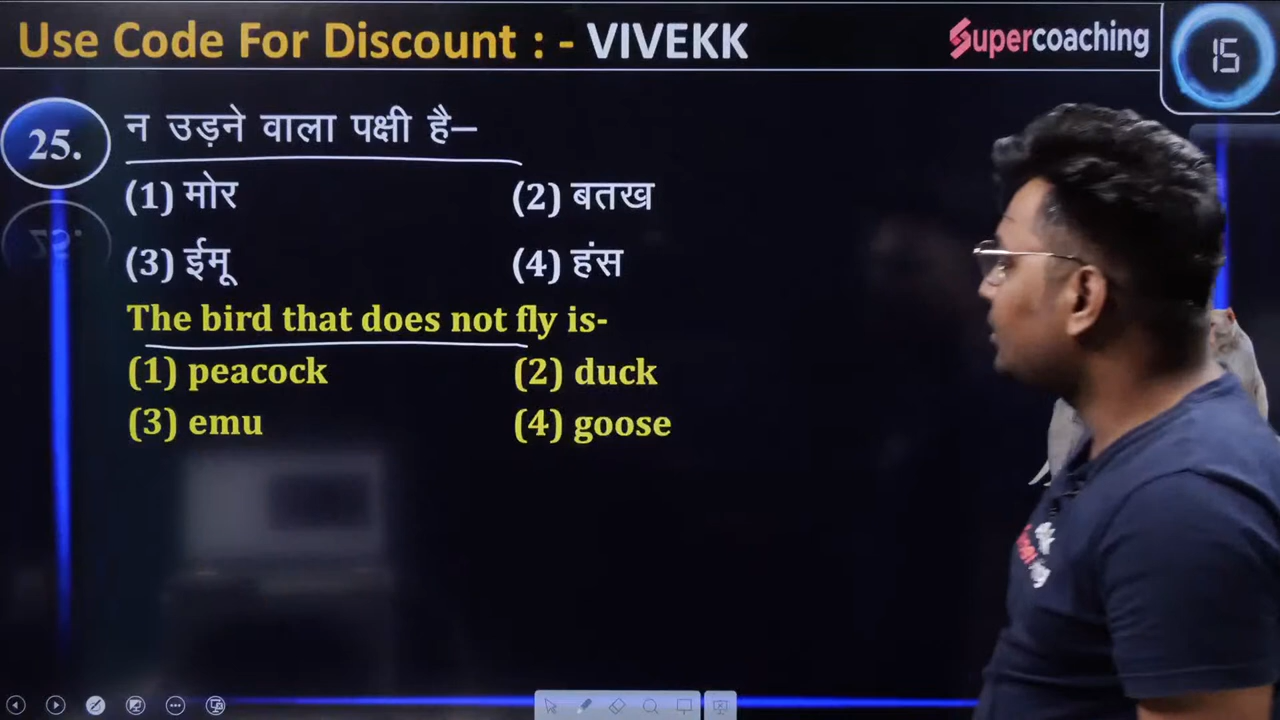 Use Code For Discount : - VIVEKK
Supercoaching
15
25. न उड़ने वाला पक्षी है–
(1) मोर (2) बतख
(3) ईमू (4) हंस
The bird that does not fly is-
(1) peacock (2) duck
(3) emu (4) goose